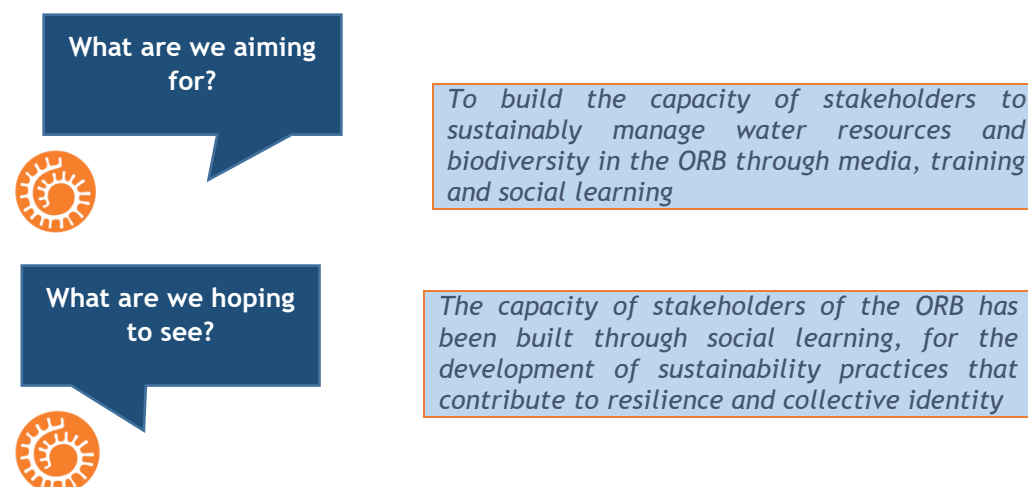 What are we aiming
for?
To build the capacity of stakeholders to
sustainably manage water resources and
biodiversity in the ORB through media, training
and social learning
What are we hoping
to see?
The capacity of stakeholders of the ORB has
been built through social learning, for the
development of sustainability practices that
contribute to resilience and collective identity